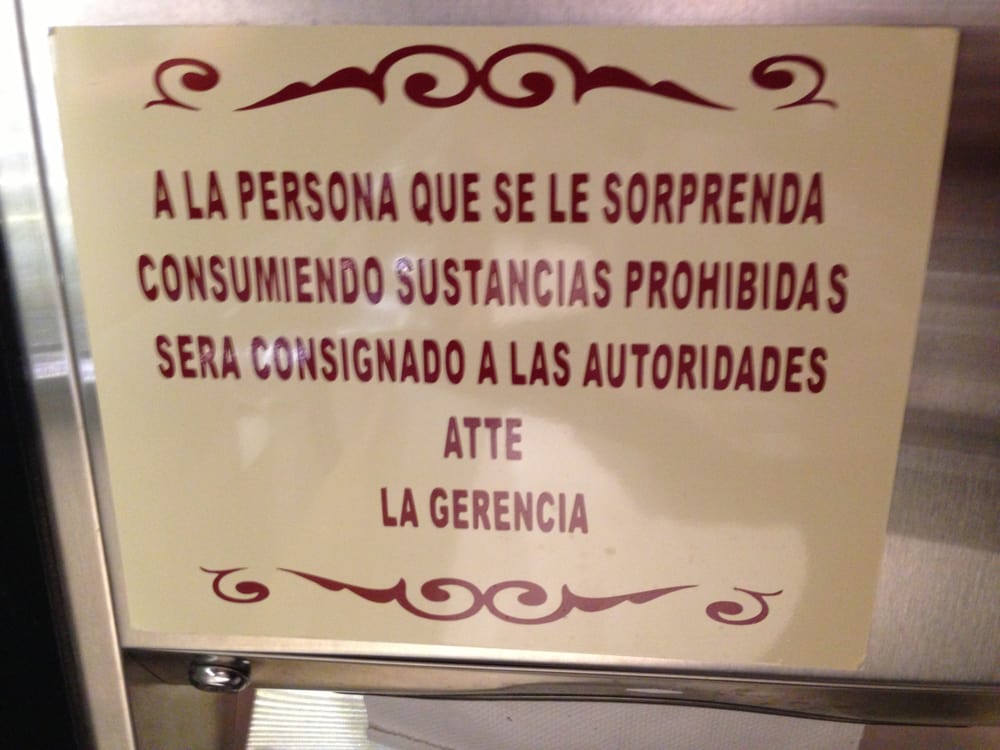 A LA PERSONA QUE SE LE SORPRENDA
CONSUMIENDO SUSTANCIAS PROHIBIDAS
SERA CONSIGNADO A LAS AUTORIDADES
ATTE
LA GERENCIA